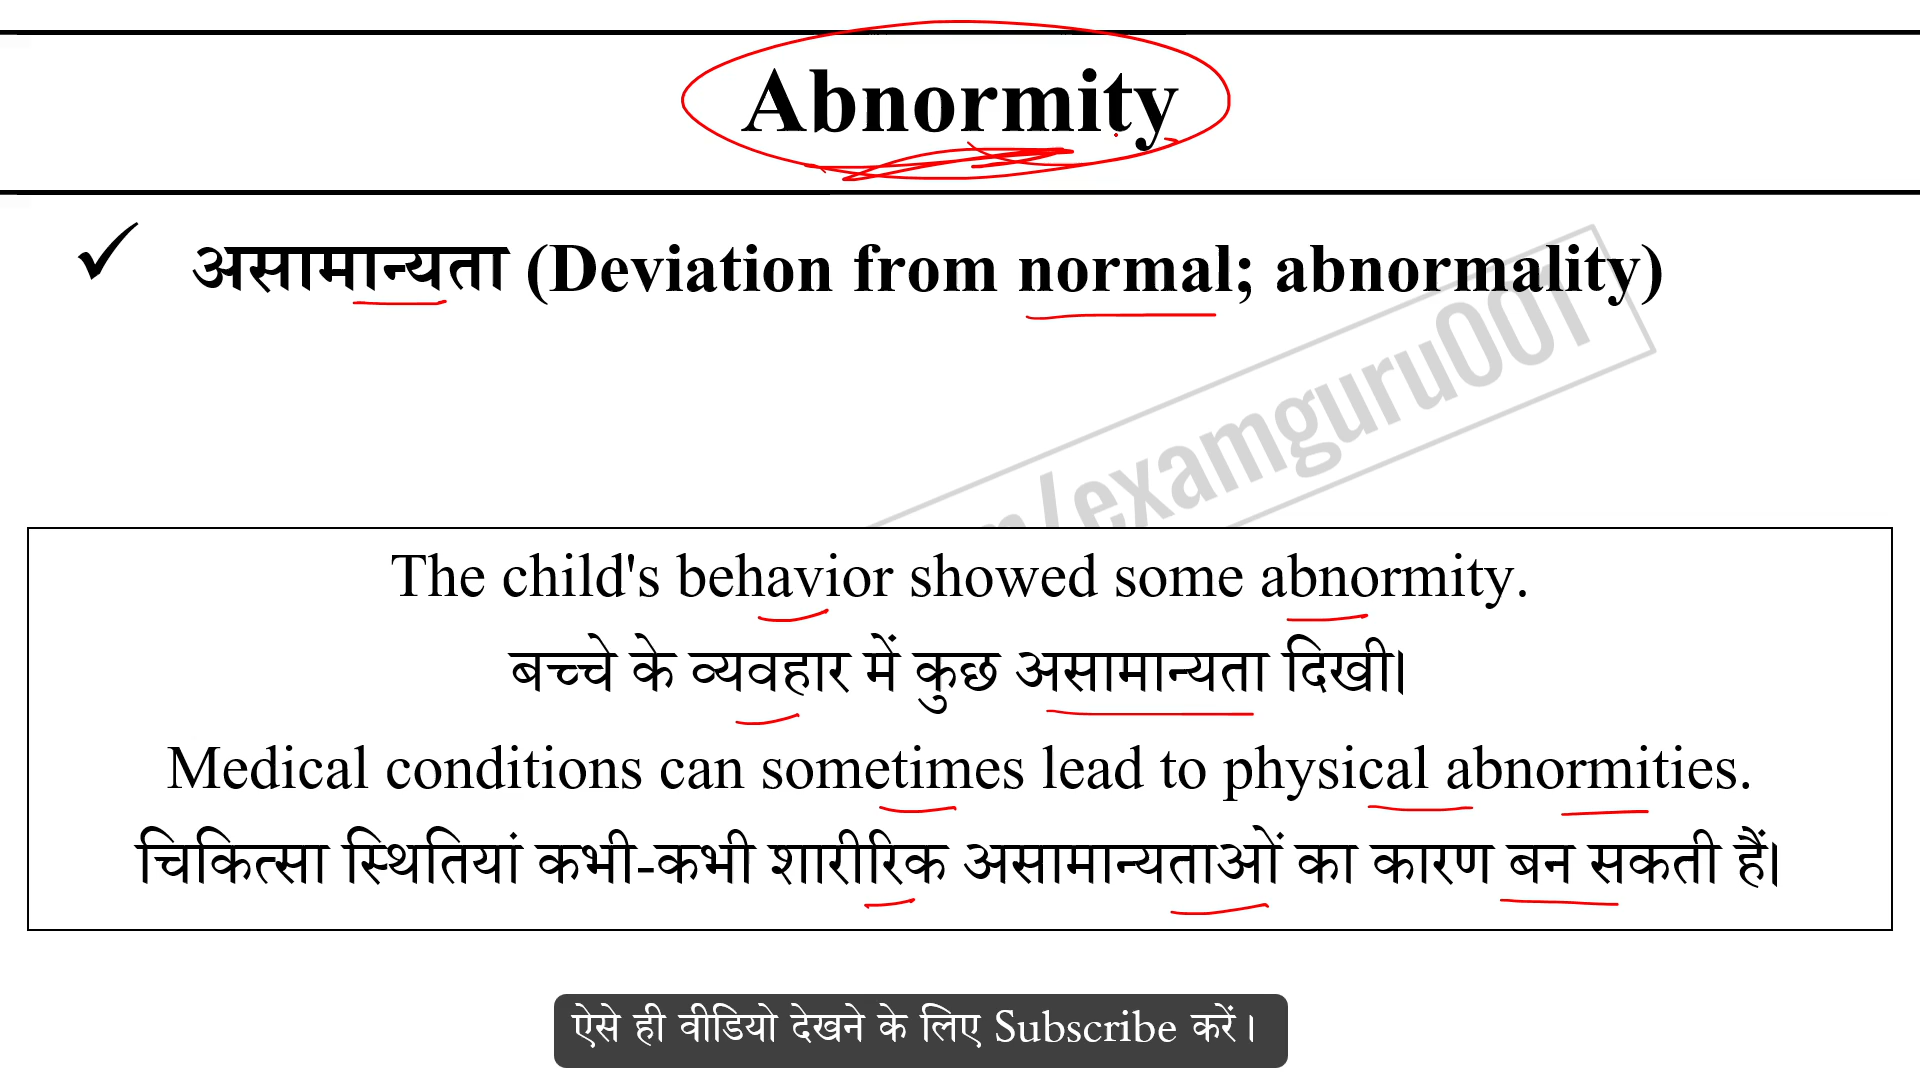 Abnormity
✓ असामान्यता (Deviation from normal; abnormality)
/examguru001
The child's behavior showed some abnormity.
बच्चे के व्यवहार में कुछ असामान्यता दिखी।
Medical conditions can sometimes lead to physical abnormities.
चिकित्सा स्थितियां कभी-कभी शारीरिक असामान्यताओं का कारण बन सकती हैं।
ऐसे ही वीडियो देखने के लिए Subscribe करें।